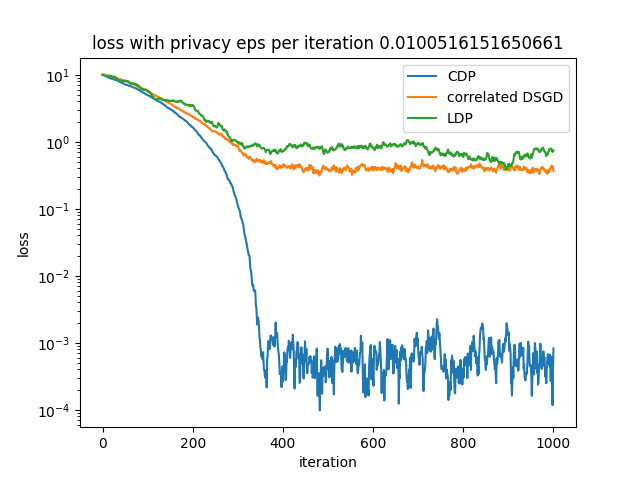 loss with privacy eps per iteration 0.0100516151650661
CDP
correlated DSGD
LDP
10^1
10^0
10^-1
10^-2
10^-3
10^-4
loss
0 200 400 600 800 1000
iteration